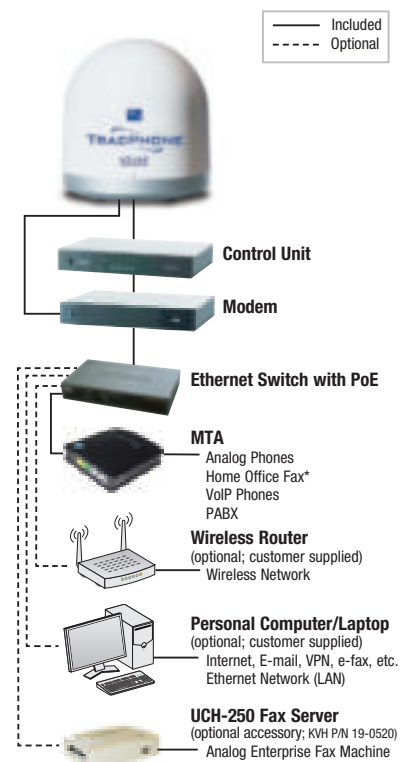 Included
Optional
TRACPHONE
Control Unit
Modem
Ethernet Switch with PoE
MTA
Analog Phones
Home Office Fax*
VoIP Phones
PABX
Wireless Router
(optional; customer supplied)
Wireless Network
Personal Computer/Laptop
(optional; customer supplied)
Internet, E-mail, VPN, e-fax, etc.
Ethernet Network (LAN)
UCH-250 Fax Server
(optional accessory; KVH P/N 19-0520)
Analog Enterprise Fax Machine